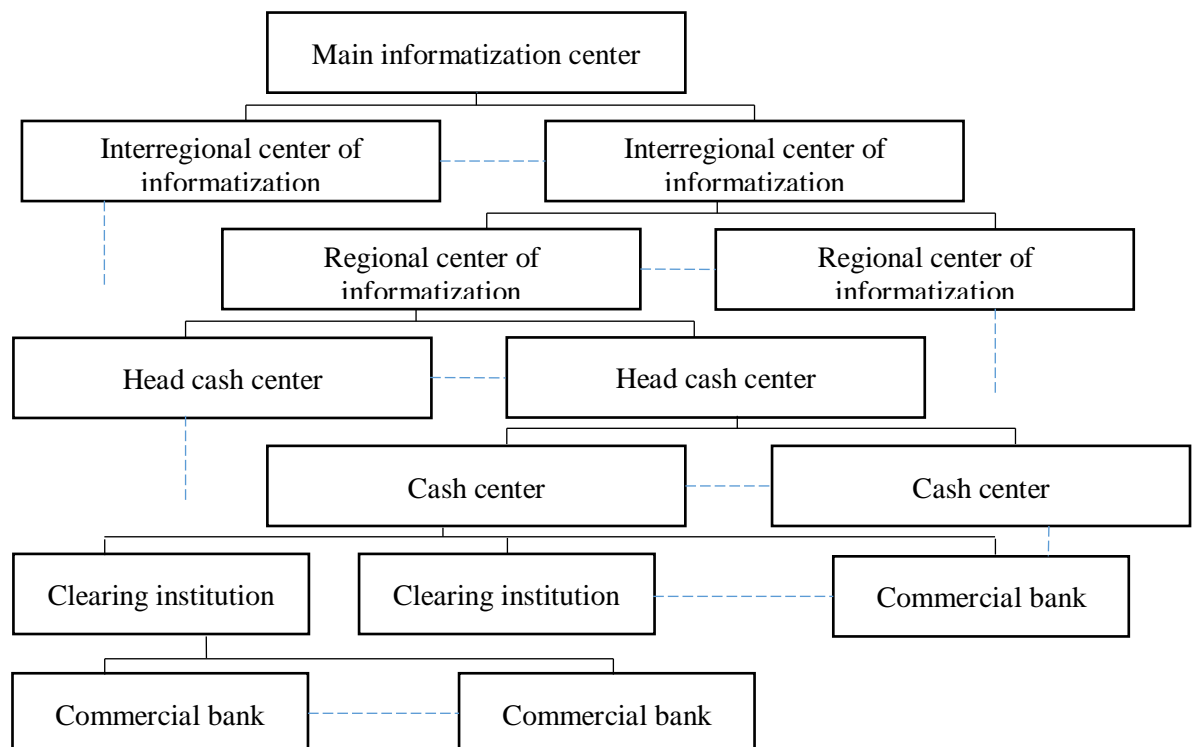 Main informatization center
Interregional center of
informatization
Interregional center of
informatization
Regional center of
informatization
Regional center of
informatization
Head cash center
Head cash center
Cash center
Cash center
Clearing institution
Clearing institution
Commercial bank
Commercial bank
Commercial bank